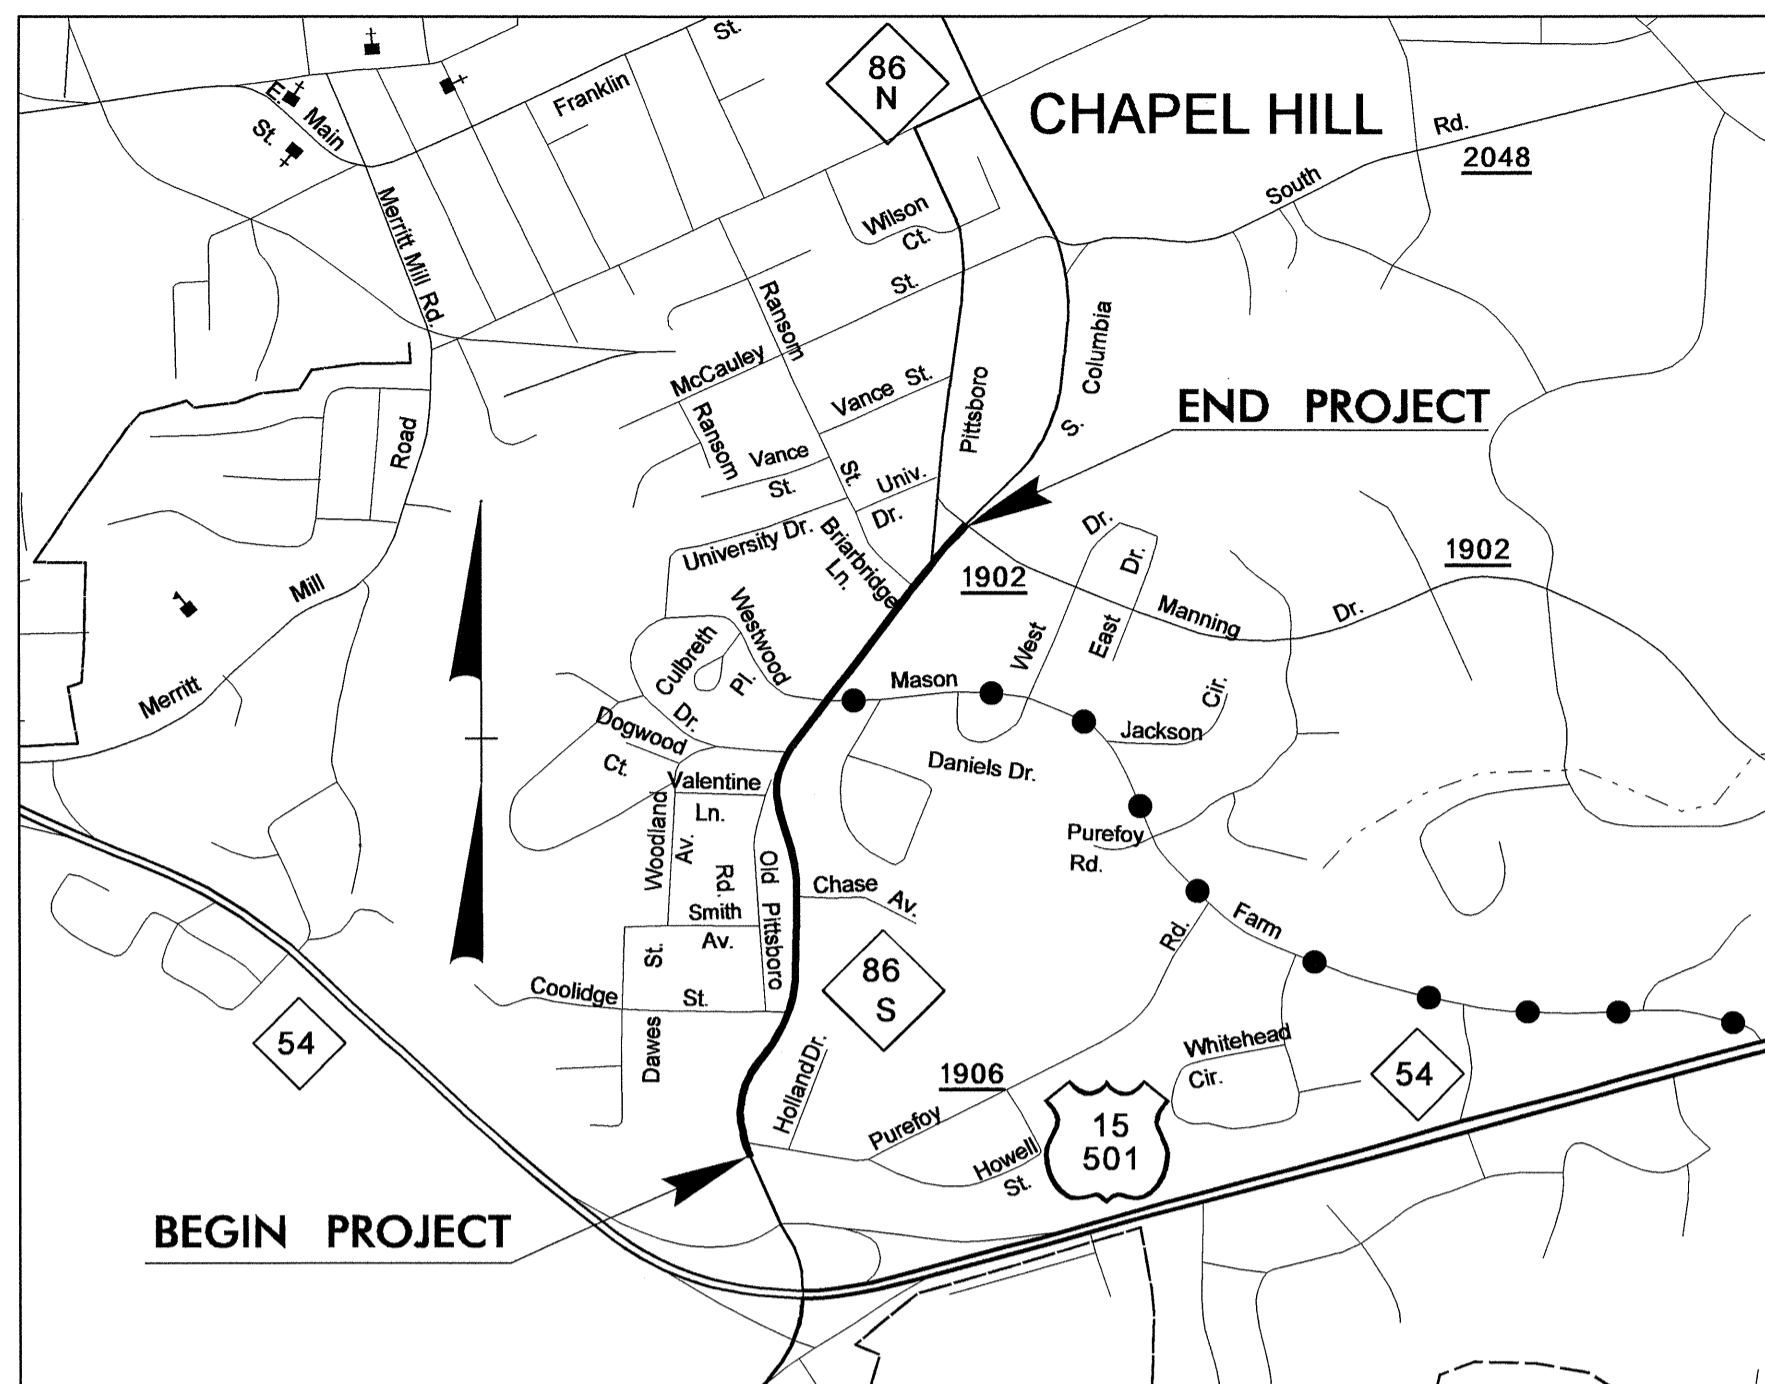 St.
86
N
CHAPEL HILL
E.
Main
St.
Franklin
Rd.
2048
South
Merritt Mill Rd.
Wilson
Ct.
St.
Ransom
McCauley
S. Columbia
Pittsboro
Vance St.
END PROJECT
Road
Ransom
Vance
St.
St.
Univ.
Dr.
University Dr.
Briarbridge
Ln.
Dr.
Dr.
1902
1902
Mill
Westwood
Manning
Dr.
East
West
Culbreth
Pl.
Dr.
Merritt
Mason
Cir.
Jackson
Dogwood
Ct.
Daniels Dr.
Valentine
Ln.
Woodland
Av.
Rd.
Old Pittsboro
Purefoy
Rd.
Chase
Av.
Smith
Av.
Farm
Rd.
St.
86
S
Coolidge
St.
54
Dawes
Holland Dr.
Whitehead
Cir.
54
1906
Purefoy
15
501
Howell
St.
BEGIN PROJECT